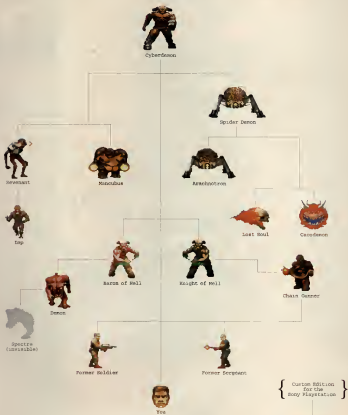 Cyberdemon
Spider Demon
Revenant
Mancubus
Arachnotron
Imp
Lost Soul
Cacodaemon
Baron of Hell
Knight of Hell
Chain Gunner
Demon
Spectre
(invisible)
Former Soldier
Former Sergeant
You
Custom Edition
for the
Sony Playstation